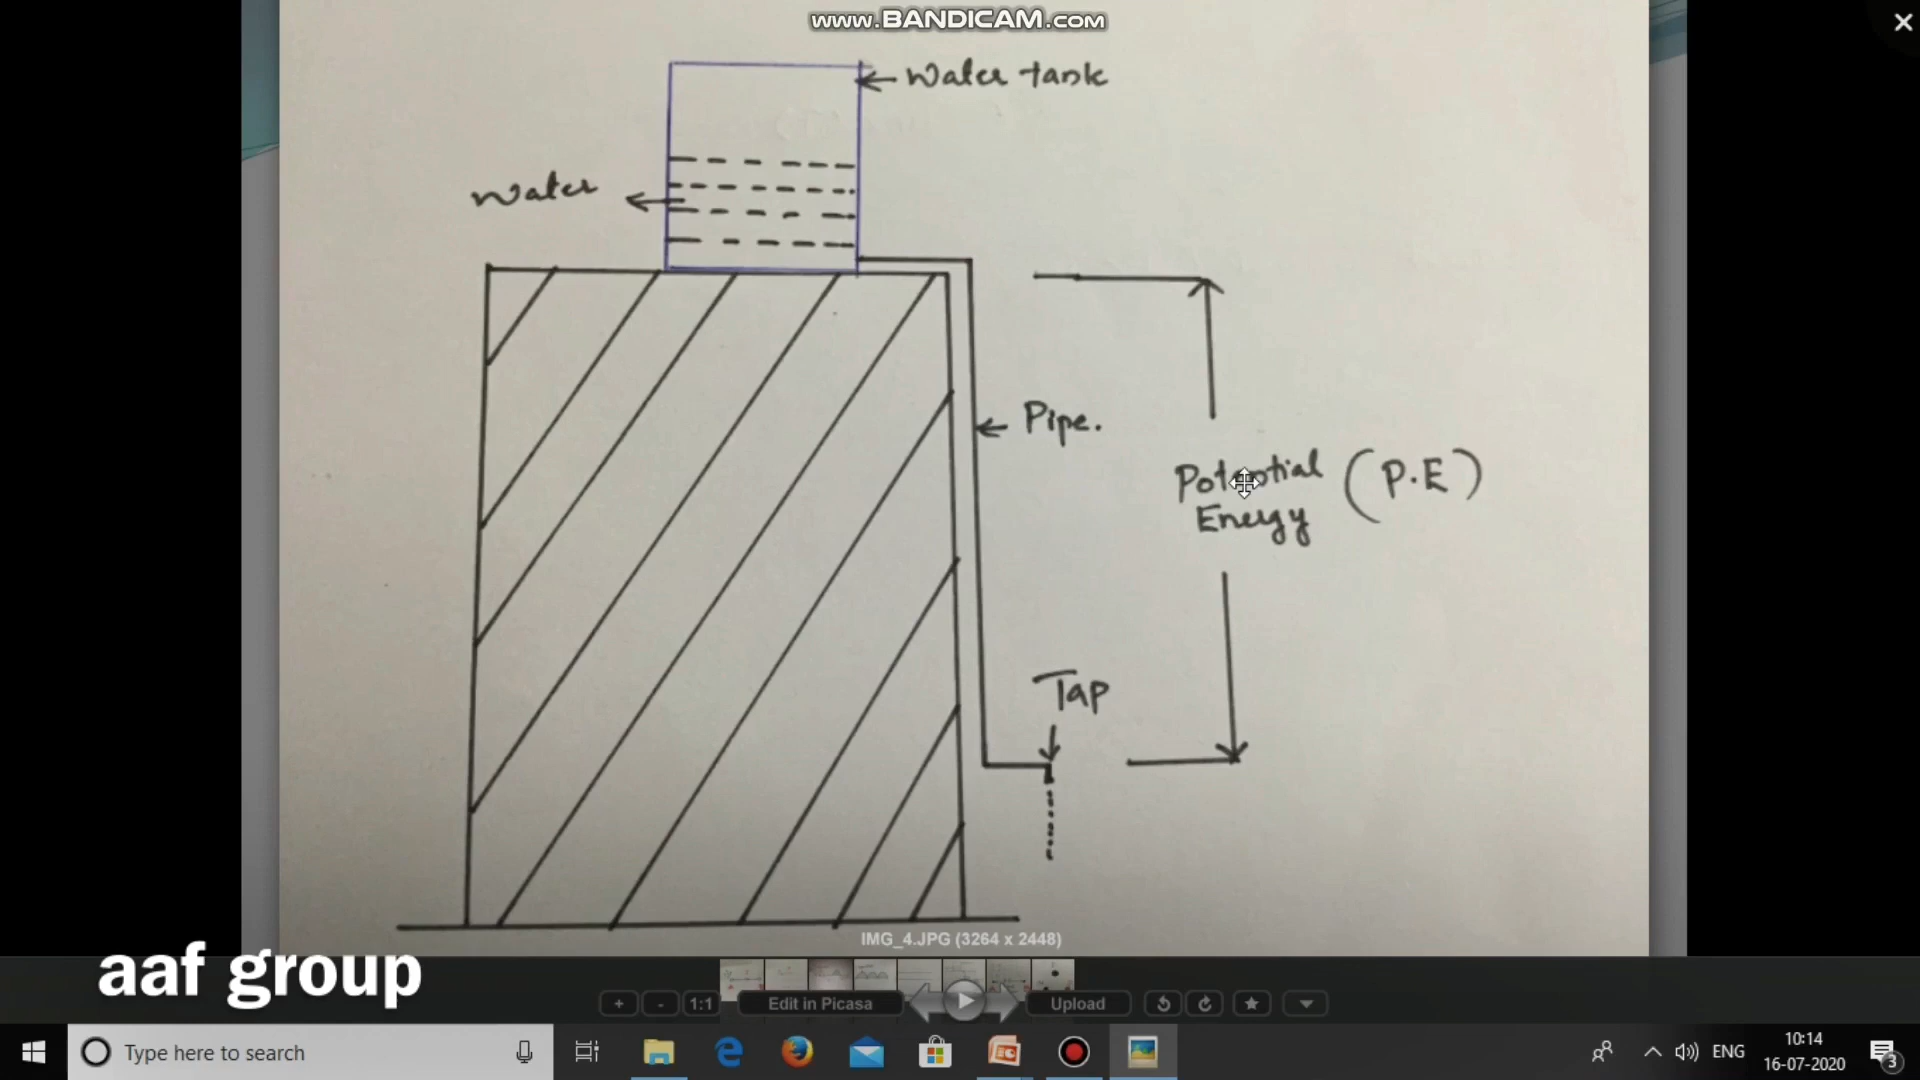 www.BANDICAM.com
Water tank
Water
Pipe.
Potential (P.E)
Energy
Tap
IMG_4.JPG (3264 x 2448)
aaf group
+ - 1:1 Edit in Picasa Upload
Type here to search
ENG
10:14
16-07-2020
3